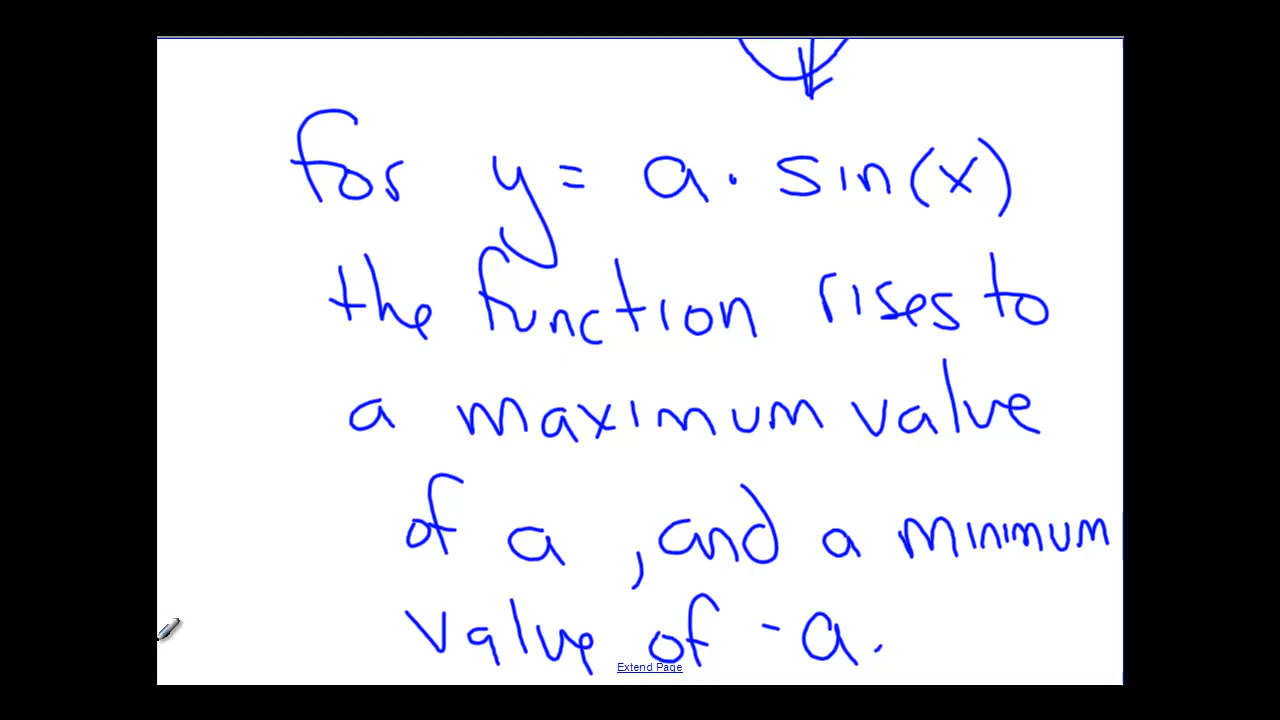 for y = a · sin(x)
the function rises to
a maximum value
of a , and a minimum
value of -a.
Extend Page